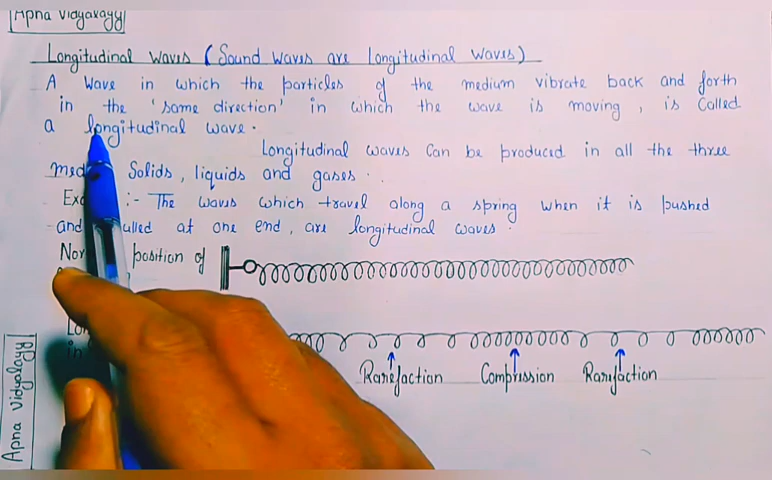 Apna Vidyalayy
Longitudinal Waves (Sound waves are longitudinal waves)
A wave in which the particles of the medium vibrate back and forth
in the 'same direction' in which the wave is moving, is called
a longitudinal wave.
Longitudinal waves can be produced in all the three
Solids, liquids and gases.
:- The waves which travel along a spring when it is pushed
and at one end, are longitudinal waves.
position of
Rarefaction Compression Rarefaction
Apna Vidyalayy